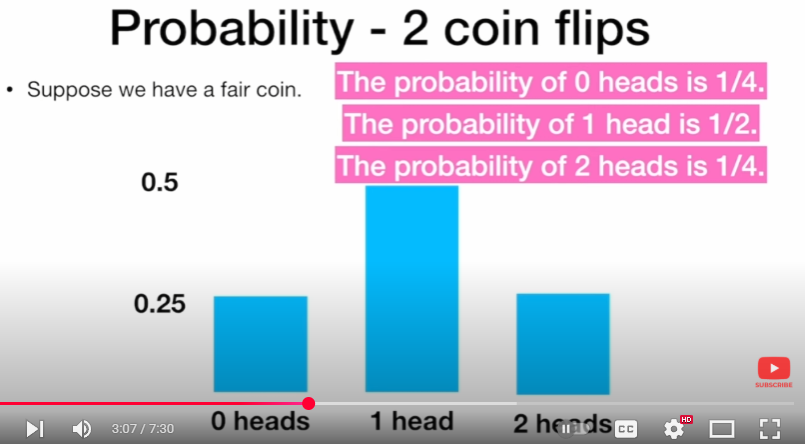 Probability - 2 coin flips
• Suppose we have a fair coin.
The probability of 0 heads is 1/4.
The probability of 1 head is 1/2.
The probability of 2 heads is 1/4.
0.5
0.25
SUBSCRIBE
3:07 / 7:30
0 heads
1 head
2 heads
CC
HD